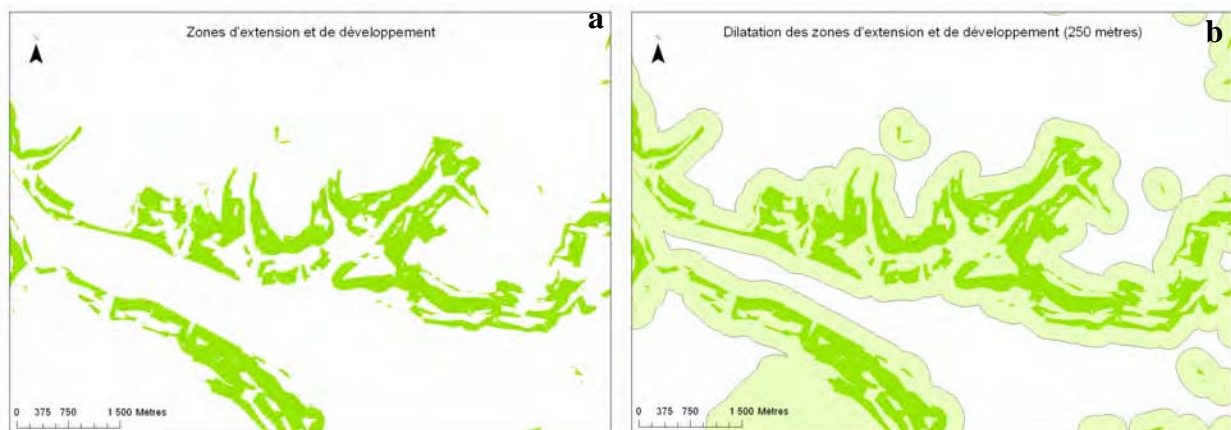 a
Zones d'extension et de développement
0 375 750 1 500 Mètres
b
Dilatation des zones d'extension et de développement (250 mètres)
0 375 750 1 500 Mètres